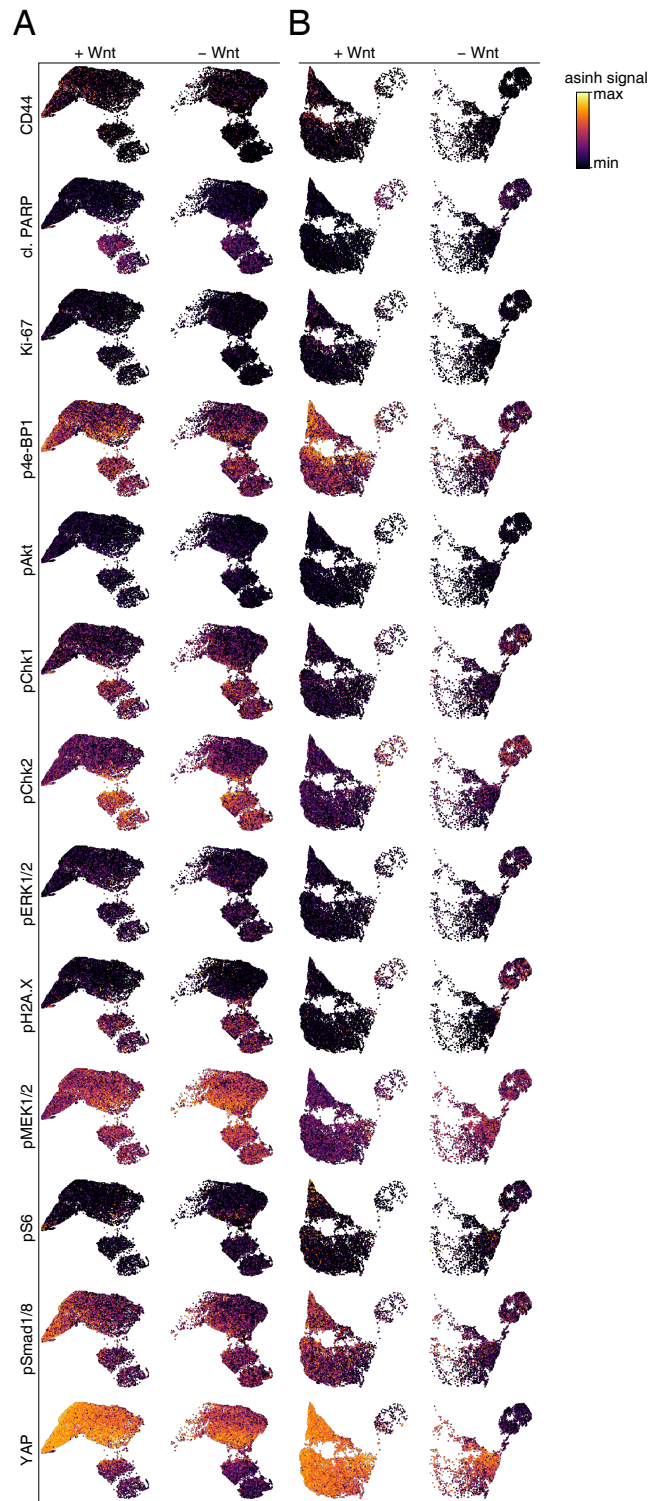 A B
+ Wnt − Wnt + Wnt − Wnt
asinh signal
max
min
CD44
cl. PARP
Ki-67
p4e-BP1
pAkt
pChk1
pChk2
pERK1/2
pH2A.X
pMEK1/2
pS6
pSmad1/8
YAP